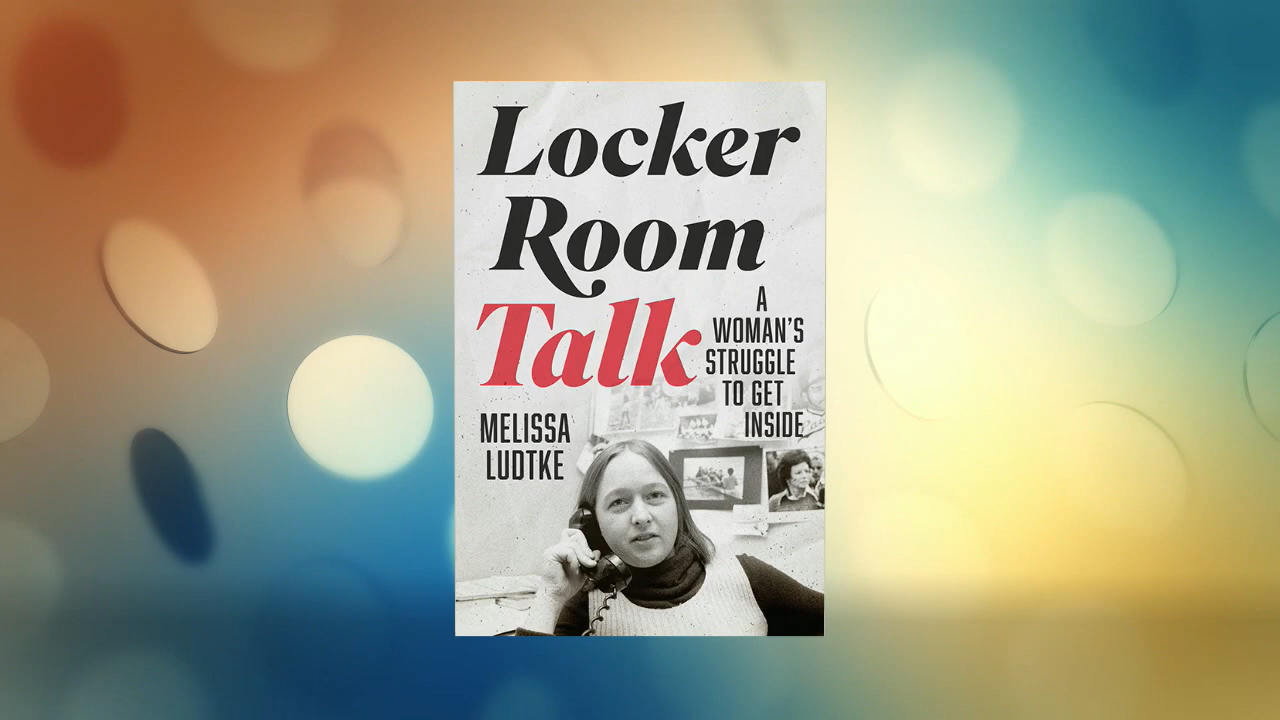 Locker
Room
Talk
A
WOMAN'S
STRUGGLE
TO GET
INSIDE
MELISSA
LUDTKE